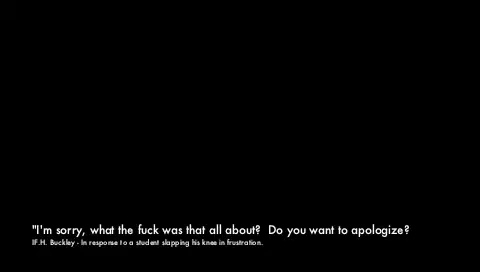 "I'm sorry, what the fuck was that all about?  Do you want to apologize?
IF.H. Buckley - In response to a student slapping his knee in frustration.